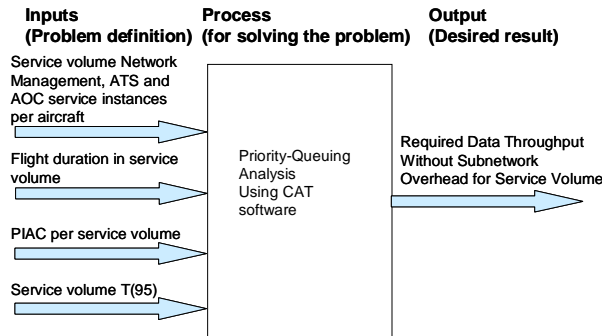 Inputs
(Problem definition)
Process
(for solving the problem)
Output
(Desired result)
Service volume Network
Management, ATS and
AOC service instances
per aircraft
Flight duration in service
volume
PIAC per service volume
Service volume T(95)
Priority-Queuing
Analysis
Using CAT
software
Required Data Throughput
Without Subnetwork
Overhead for Service Volume